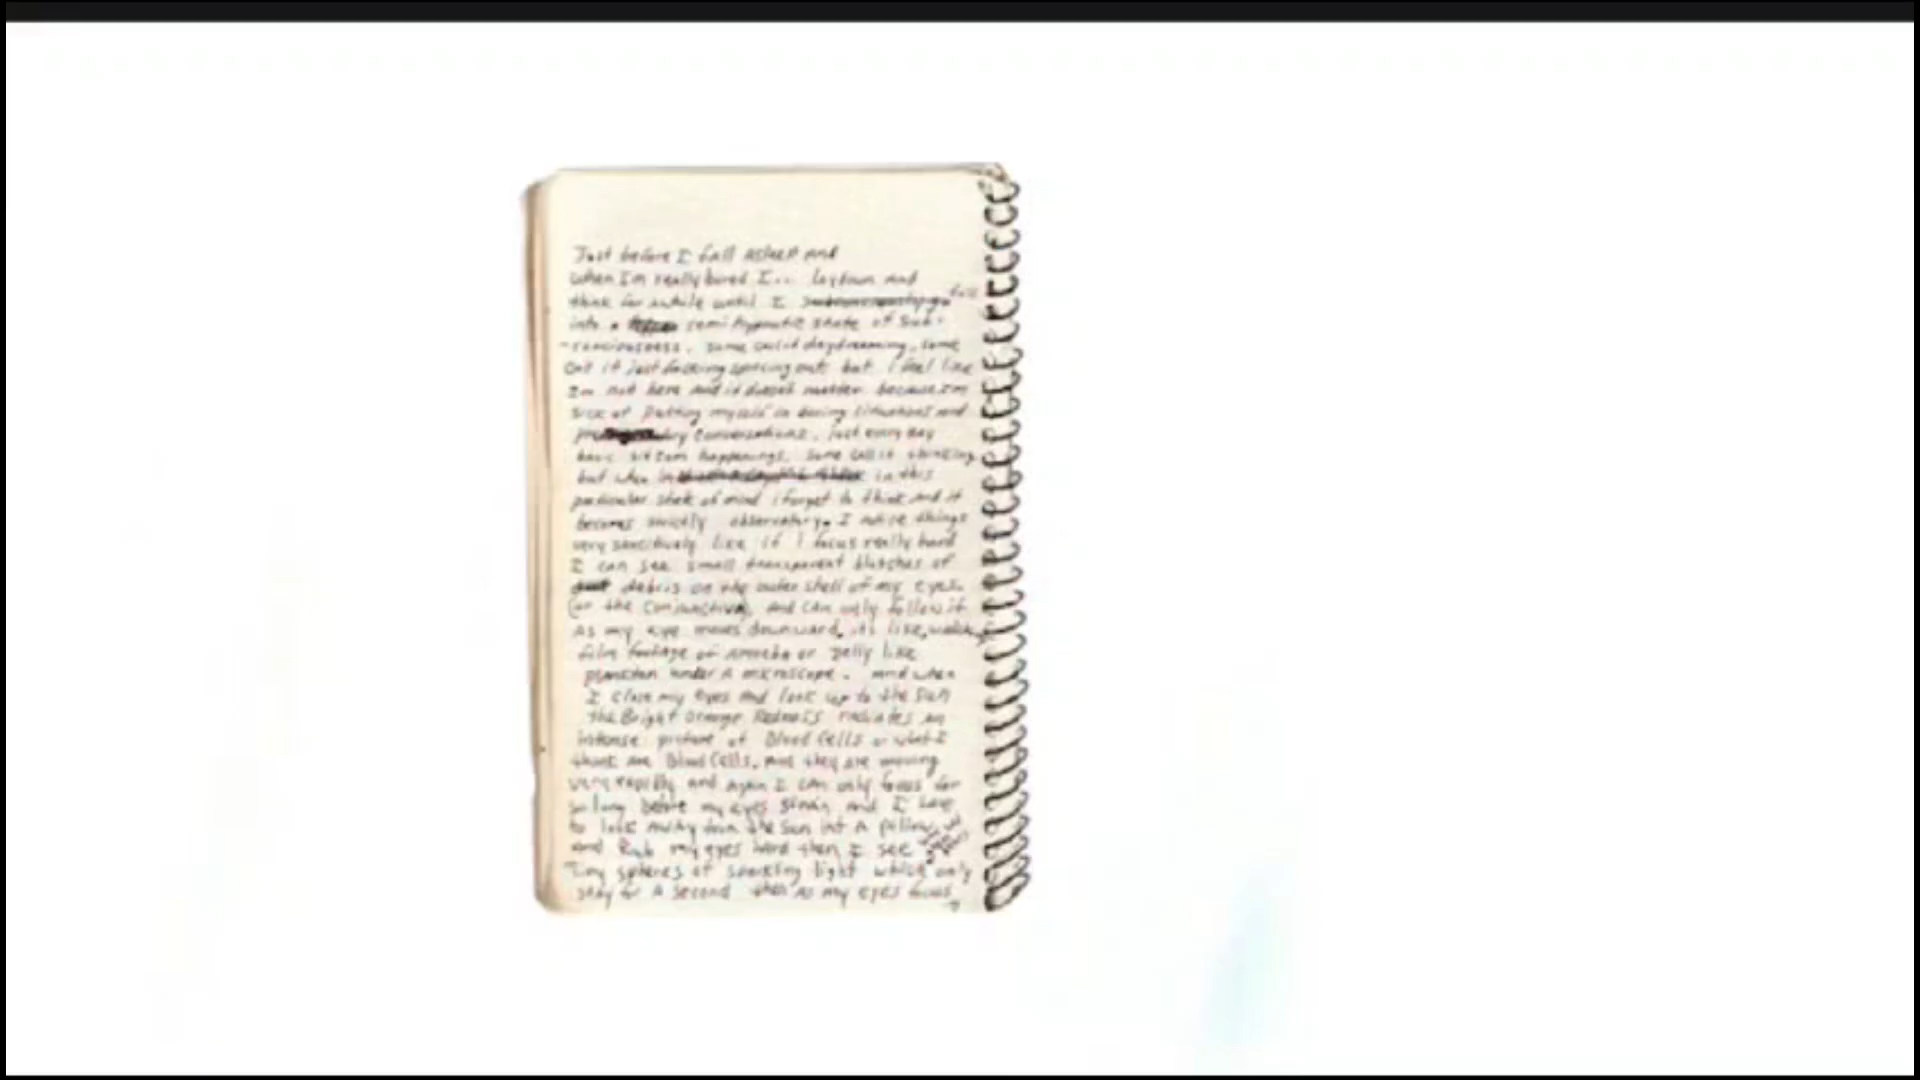 Just before I fall asleep and
when I'm really bored I... laydown and
think for awhile until I subconsciously go fall
into a semi hypnotic state of sub-
-consciousness, some call it daydreaming, some
call it just fucking spacing out but i feel like
Im not here and it doesnt matter because Im
sick of putting myself in boring situations and
conversations, just every day
basic sitcom happenings, some call it thinking
but when in this
particular state of mind i forget to think and it
becomes strictly observatory. I notice things
very sensitively like if I focus really hard
I can see small transparent blotches of
debris on the outer shell of my eyes.
(or the conjunctiva). and can only follow it
As my eye moves downward, its like watching
film footage of amoeba or jelly like
plankton under A microscope. And when
I close my eyes and look up to the sun
the Bright Orange Redness radiates an
intense picture of Blood Cells or what I
think are Blood Cells. And they are moving
very rapidly and again I can only focus for
so long before my eyes strain and I have
to look away from the sun into A pillow
and Rub my eyes hard then I see
Tiny spheres of sparkling light which only
stay for A second then As my eyes focus